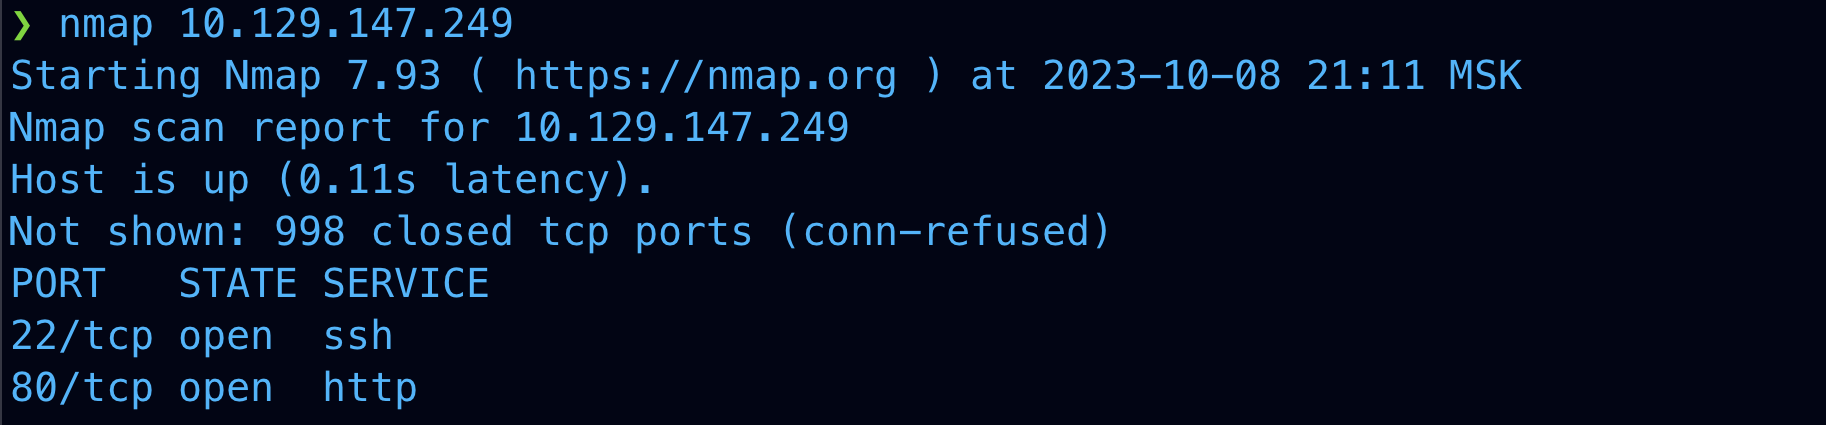 ❯ nmap 10.129.147.249
Starting Nmap 7.93 ( https://nmap.org ) at 2023-10-08 21:11 MSK
Nmap scan report for 10.129.147.249
Host is up (0.11s latency).
Not shown: 998 closed tcp ports (conn-refused)
PORT   STATE SERVICE
22/tcp open  ssh
80/tcp open  http